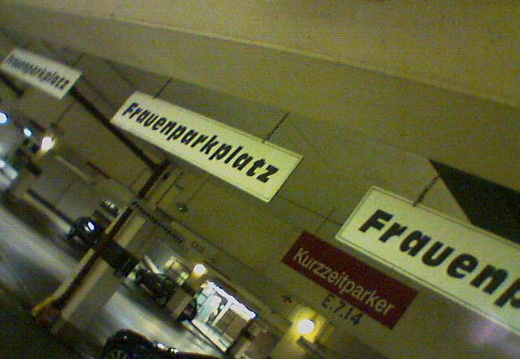 Frauenparkplatz
Frauenparkplatz
Frauenp
Kurzzeitparker
E.7.14